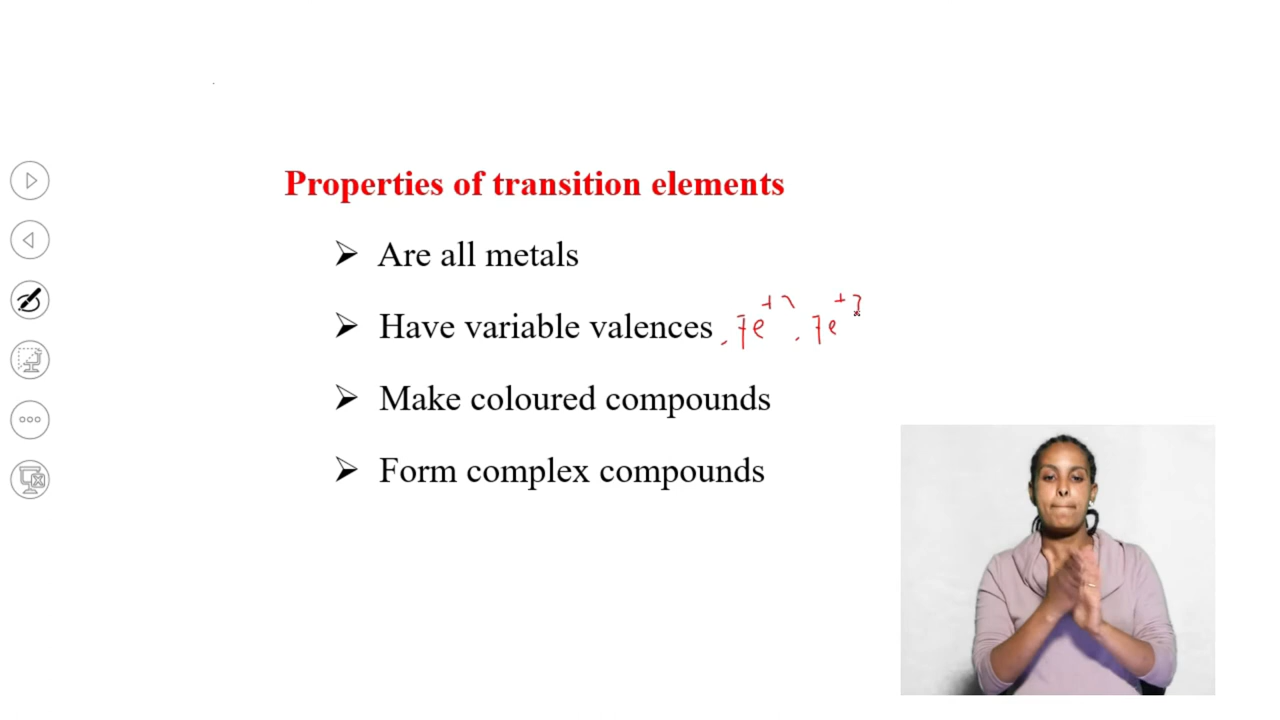 Properties of transition elements
➢ Are all metals
➢ Have variable valences, Fe+2, Fe+3
➢ Make coloured compounds
➢ Form complex compounds